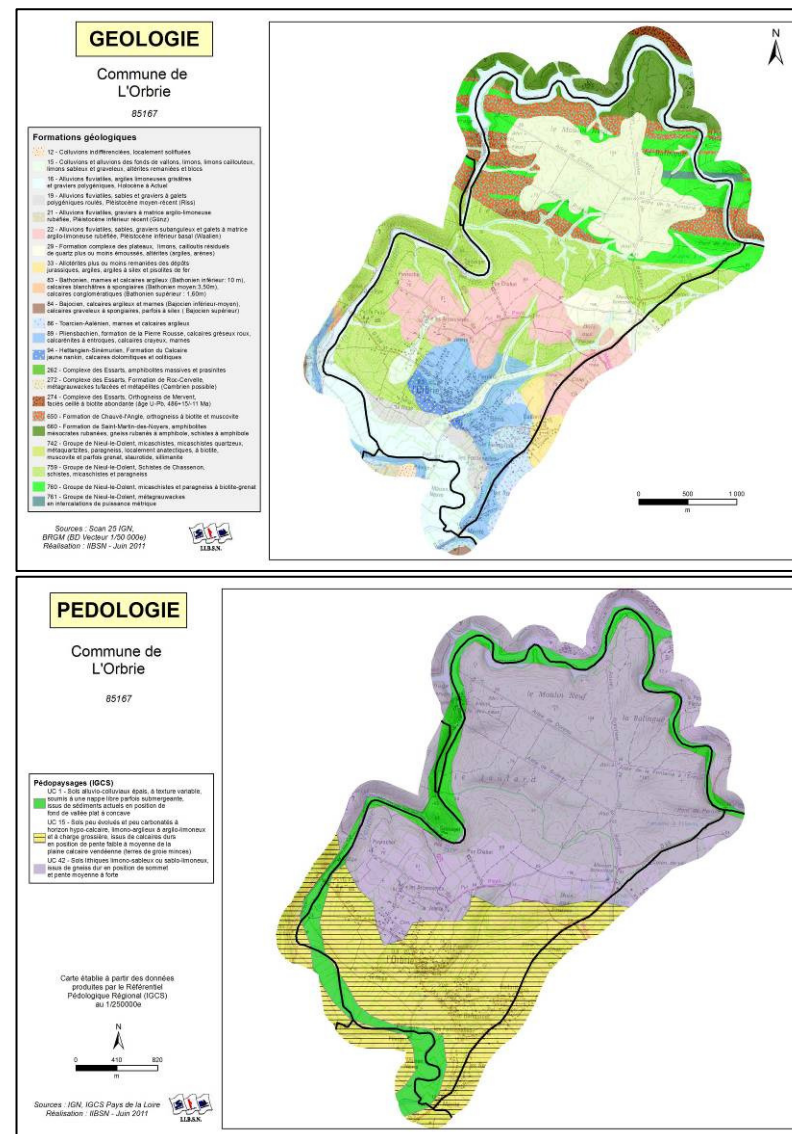 GEOLOGIE
Commune de
L'Orbrie
85167
Formations géologiques
12 - Colluvions indifférenciées, localement solifluées
15 - Colluvions et alluvions des fonds de vallons, limons, limons caillouteux,
limons sableux et graveleux, altérites remaniées et blocs
16 - Alluvions fluviatiles, argiles limoneuses grisâtres
et graviers polygéniques, Holocène à Actuel
19 - Alluvions fluviatiles, sables et graviers à galets
polygéniques roulés, Pléistocène moyen-récent (Riss)
21 - Alluvions fluviatiles, graviers à matrice argilo-limoneuse
rubéfiée, Pléistocène inférieur récent (Günz)
22 - Alluvions fluviatiles, sables, graviers subanguleux et galets à matrice
argilo-limoneuse rubéfiée, Pléistocène inférieur basal (Waalien)
29 - Formation complexe des plateaux, limons, cailloutis résiduels
de quartz plus ou moins émoussés, altérites (argiles, arènes)
33 - Allotérites plus ou moins remaniées des dépôts
jurassiques, argiles, argiles à silex et pisolites de fer
83 - Bathonien, marnes et calcaires argileux (Bathonien inférieur: 10 m),
calcaires blanchâtres à spongiaires (Bathonien moyen:3,50m),
calcaires conglomératiques (Bathonien supérieur : 1,60m)
84 - Bajocien, calcaires argileux et marnes (Bajocien inférieur-moyen),
calcaires graveleux à spongiaires, parfois à silex ( Bajocien supérieur)
86 - Toarcien-Aalénien, marnes et calcaires argileux
89 - Pliensbachien, formation de la Pierre Rousse, calcaires gréseux roux,
calcarénites à entroques, calcaires crayeux, marnes
94 - Hettangien-Sinémurien, Formation du Calcaire
jaune nankin, calcaires dolomitiques et oolitiques
262 - Complexe des Essarts, amphibolites massives et prasinites
272 - Complexe des Essarts, Formation de Roc-Cervelle,
métagrauwackes tufacées et métapélites (Cambrien possible)
274 - Complexe des Essarts, Orthogneiss de Mervent,
faciès oeillé à biotite abondante (âge U-Pb, 486+15/-11 Ma)
650 - Formation de Chauvé-l'Angle, orthogneiss à biotite et muscovite
660 - Formation de Saint-Martin-des-Noyers, amphibolites
mésocrates rubanées, gneiss rubanés à amphibole, schistes à amphibole
742 - Groupe de Nieul-le-Dolent, micaschistes, micaschistes quartzeux,
métaquartzites, paragneiss, localement anatectiques, à biotite,
muscovite et parfois grenat, staurotide, sillimanite
759 - Groupe de Nieul-le-Dolent, Schistes de Chassenon,
schistes, micaschistes et paragneiss
760 - Groupe de Nieul-le-Dolent, micaschistes et paragneiss à biotite-grenat
761 - Groupe de Nieul-le-Dolent, métagrauwackes
en intercalations de puissance métrique
Sources : Scan 25 IGN,
BRGM (BD Vecteur 1/50 000e)
Réalisation : IIBSN - Juin 2011
I.I.B.S.N.
N
le Moulin Neuf
l'Orbrie
0 500 1 000
m
PEDOLOGIE
Commune de
L'Orbrie
85167
Pédopaysages (IGCS)
UC 1 - Sols alluvio-colluviaux épais, à texture variable,
soumis à une nappe libre parfois submergeante,
issus de sédiments actuels en position de
fond de vallée plat à concave
UC 15 - Sols peu évolués et peu carbonatés à
horizon hypo-calcaire, limono-argileux à argilo-limoneux
et à charge grossière, issus de calcaires durs
en position de pente faible à moyenne de la
plaine calcaire vendéenne (terres de groie minces)
UC 42 - Sols lithiques limono-sableux ou sablo-limoneux,
issus de gneiss dur en position de sommet
et pente moyenne à forte
Carte établie à partir des données
produites par le Référentiel
Pédologique Régional (IGCS)
au 1/250000e
N
0 410 820
m
Sources : IGN, IGCS Pays de la Loire
Réalisation : IIBSN - Juin 2011
I.I.B.S.N.
le Moulin Neuf
la Balingue
l'Orbrie